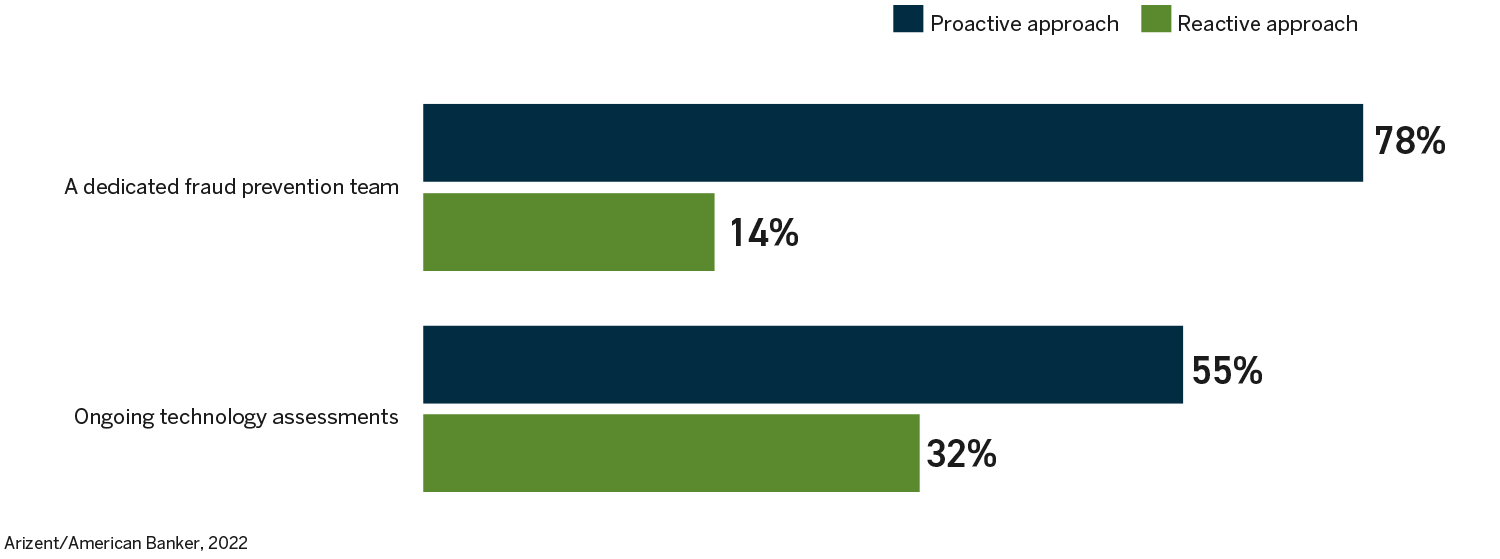 Proactive approach Reactive approach
78%
A dedicated fraud prevention team
14%
55%
Ongoing technology assessments
32%
Arizent/American Banker, 2022